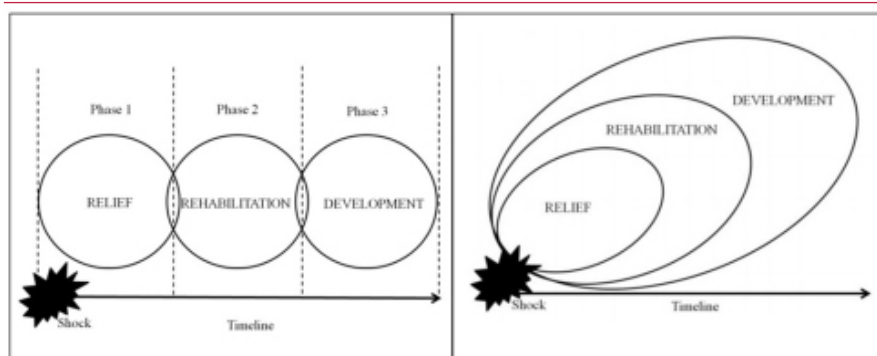 Phase 1 Phase 2 Phase 3
RELIEF REHABILITATION DEVELOPMENT
Shock
Timeline
DEVELOPMENT
REHABILITATION
RELIEF
Shock Timeline